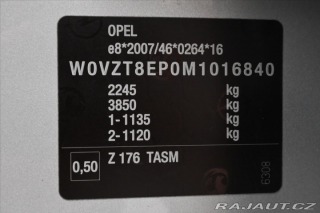 OPEL
e8*2007/46*0264*16
W0VZT8EP0M1016840
2245 kg
3850 kg
1-1135 kg
2-1120 kg
0,50 Z 176 TASM
6308
RAJAUT.CZ